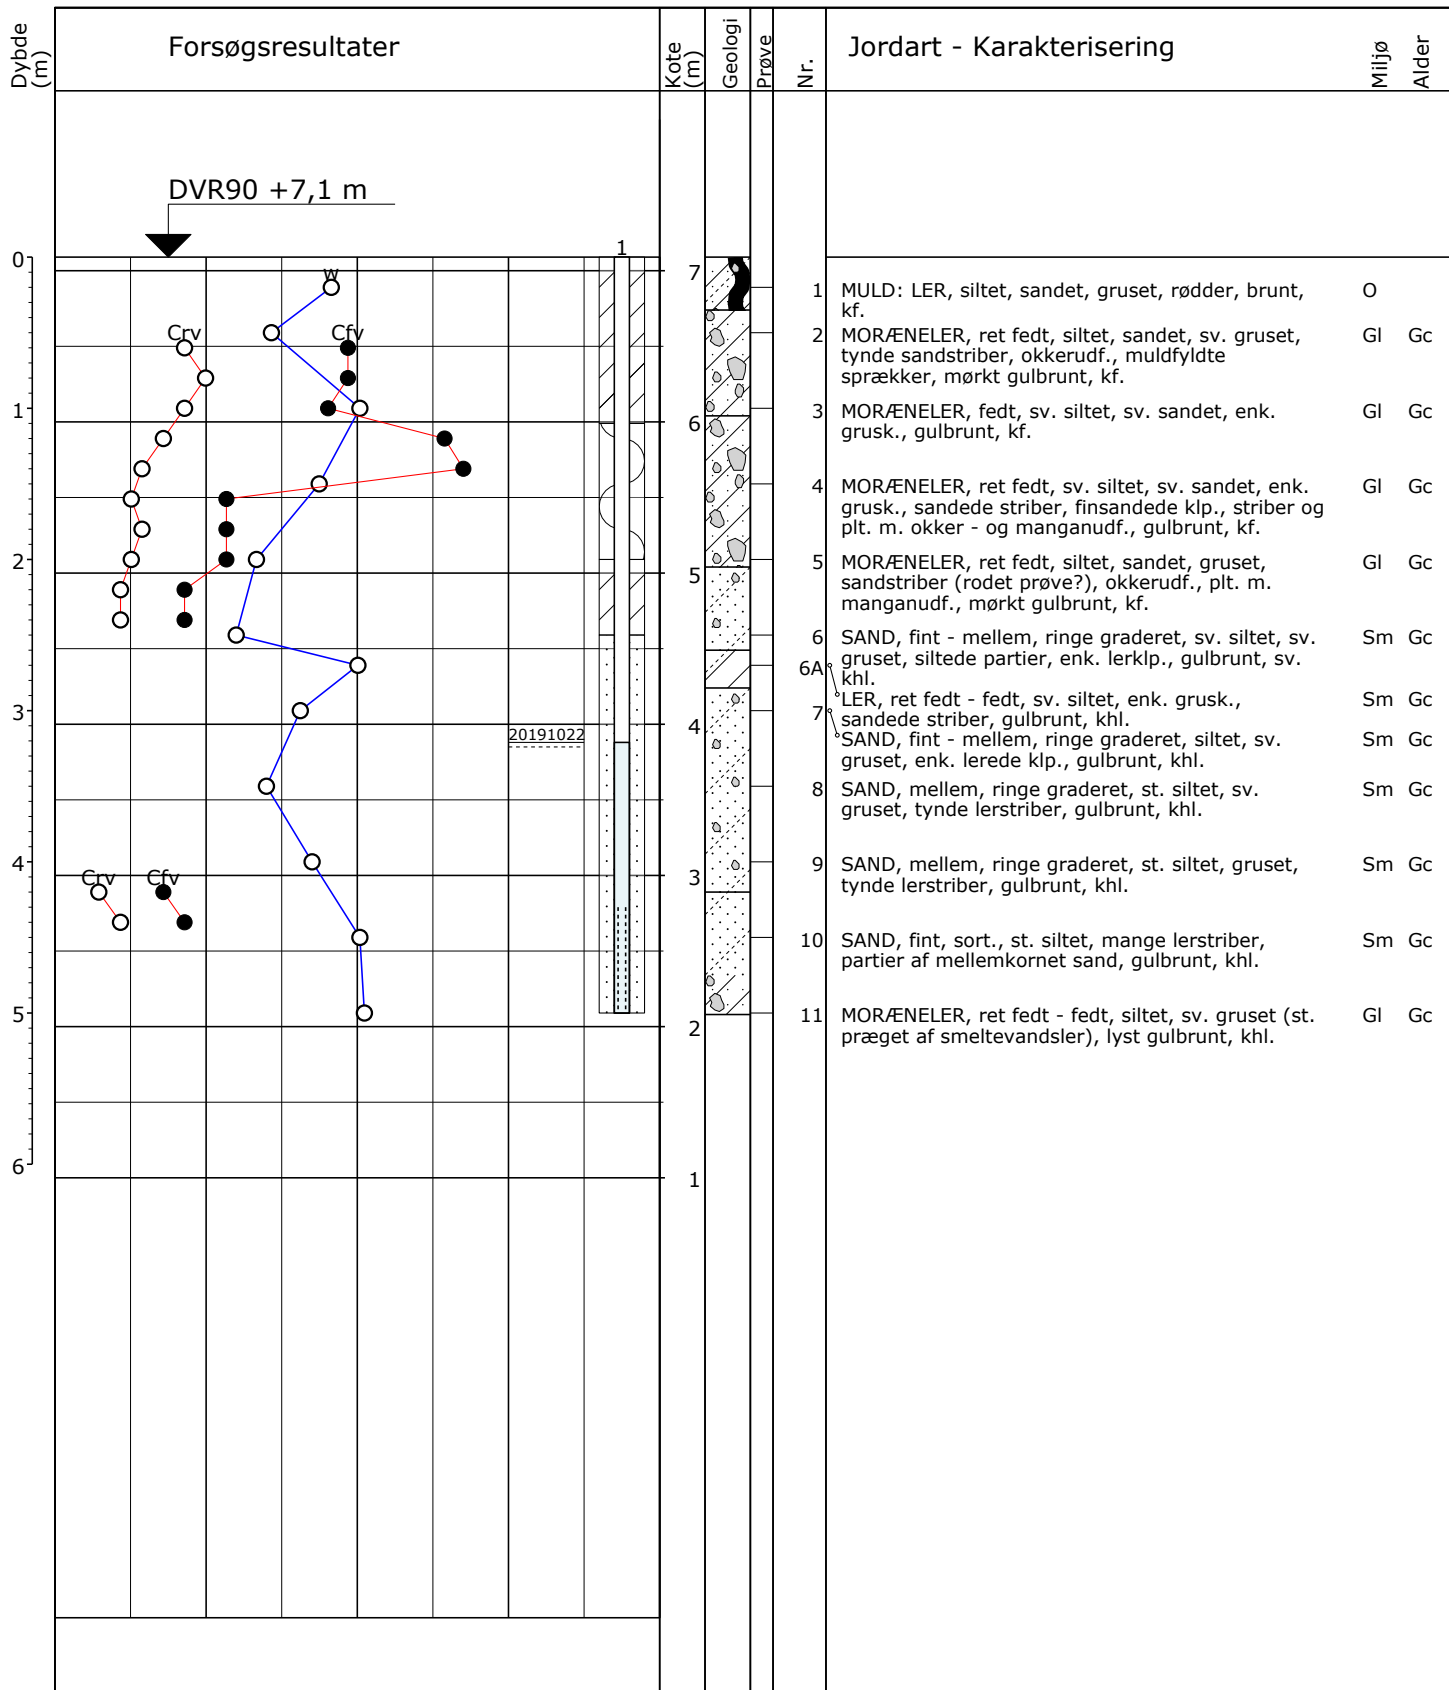 Dybde
(m)
Forsøgsresultater
Kote
(m)
Geologi
Prøve
Nr.
Jordart - Karakterisering
Miljø
Alder
DVR90 +7,1 m
0
1
2
3
4
5
6
w
Crv
Cfv
Crv
Cfv
1
20191022
7
6
5
4
3
2
1
1 MULD: LER, siltet, sandet, gruset, rødder, brunt, O
kf.
2 MORÆNELER, ret fedt, siltet, sandet, sv. gruset, Gl Gc
tynde sandstriber, okkerudf., muldfyldte
sprækker, mørkt gulbrunt, kf.
3 MORÆNELER, fedt, sv. siltet, sv. sandet, enk. Gl Gc
grusk., gulbrunt, kf.
4 MORÆNELER, ret fedt, sv. siltet, sv. sandet, enk. Gl Gc
grusk., sandede striber, finsandede klp., striber og
plt. m. okker - og manganudf., gulbrunt, kf.
5 MORÆNELER, ret fedt, siltet, sandet, gruset, Gl Gc
sandstriber (rodet prøve?), okkerudf., plt. m.
manganudf., mørkt gulbrunt, kf.
6 SAND, fint - mellem, ringe graderet, sv. siltet, sv. Sm Gc
gruset, siltede partier, enk. lerklp., gulbrunt, sv.
khl.
6A LER, ret fedt - fedt, sv. siltet, enk. grusk., Sm Gc
sandede striber, gulbrunt, khl.
7 SAND, fint - mellem, ringe graderet, siltet, sv. Sm Gc
gruset, enk. lerede klp., gulbrunt, khl.
8 SAND, mellem, ringe graderet, st. siltet, sv. Sm Gc
gruset, tynde lerstriber, gulbrunt, khl.
9 SAND, mellem, ringe graderet, st. siltet, gruset, Sm Gc
tynde lerstriber, gulbrunt, khl.
10 SAND, fint, sort., st. siltet, mange lerstriber, Sm Gc
partier af mellemkornet sand, gulbrunt, khl.
11 MORÆNELER, ret fedt - fedt, siltet, sv. gruset (st. Gl Gc
præget af smeltevandsler), lyst gulbrunt, khl.